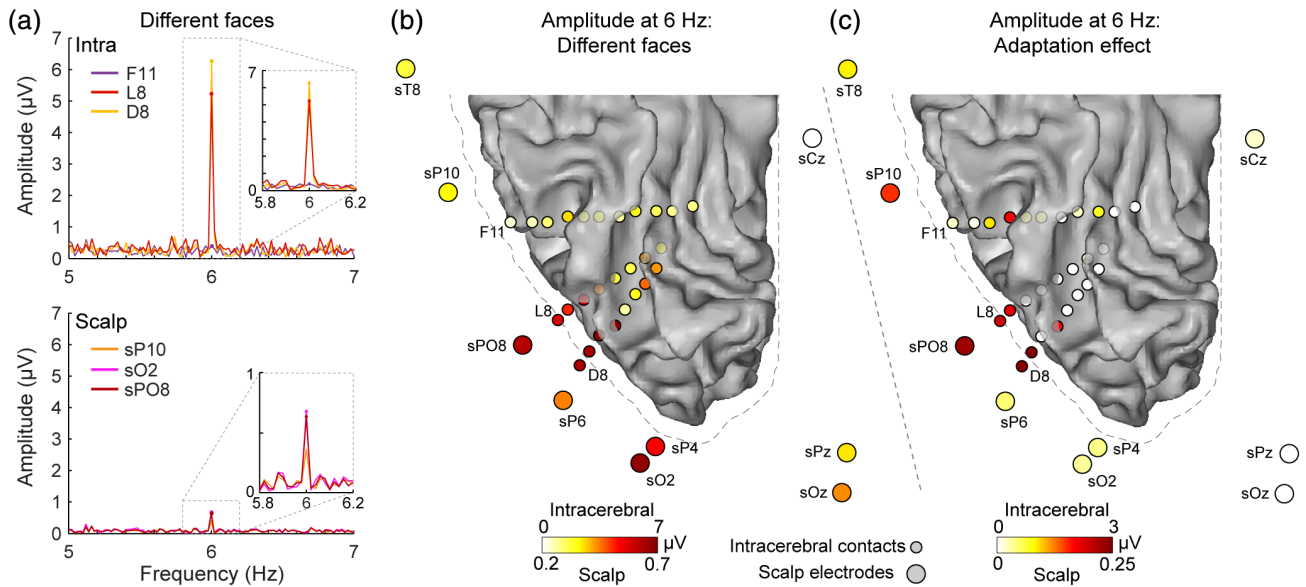 (a)
Different faces
Intra
F11
L8
D8
Amplitude (µV)
7
6
5
4
3
2
1
0
5
6
7
7
0
5.8
6
6.2
Scalp
sP10
sO2
sPO8
Amplitude (µV)
7
6
5
4
3
2
1
0
5
6
7
1
0
5.8
6
6.2
Frequency (Hz)
(b)
Amplitude at 6 Hz:
Different faces
sT8
sCz
sP10
F11
L8
sPO8
D8
sP6
sP4
sO2
sPz
sOz
Intracerebral
0
7
µV
0.2
0.7
Scalp
Intracerebral contacts
Scalp electrodes
(c)
Amplitude at 6 Hz:
Adaptation effect
sT8
sCz
sP10
F11
L8
sPO8
D8
sP6
sP4
sO2
sPz
sOz
Intracerebral
0
3
µV
0
0.25
Scalp